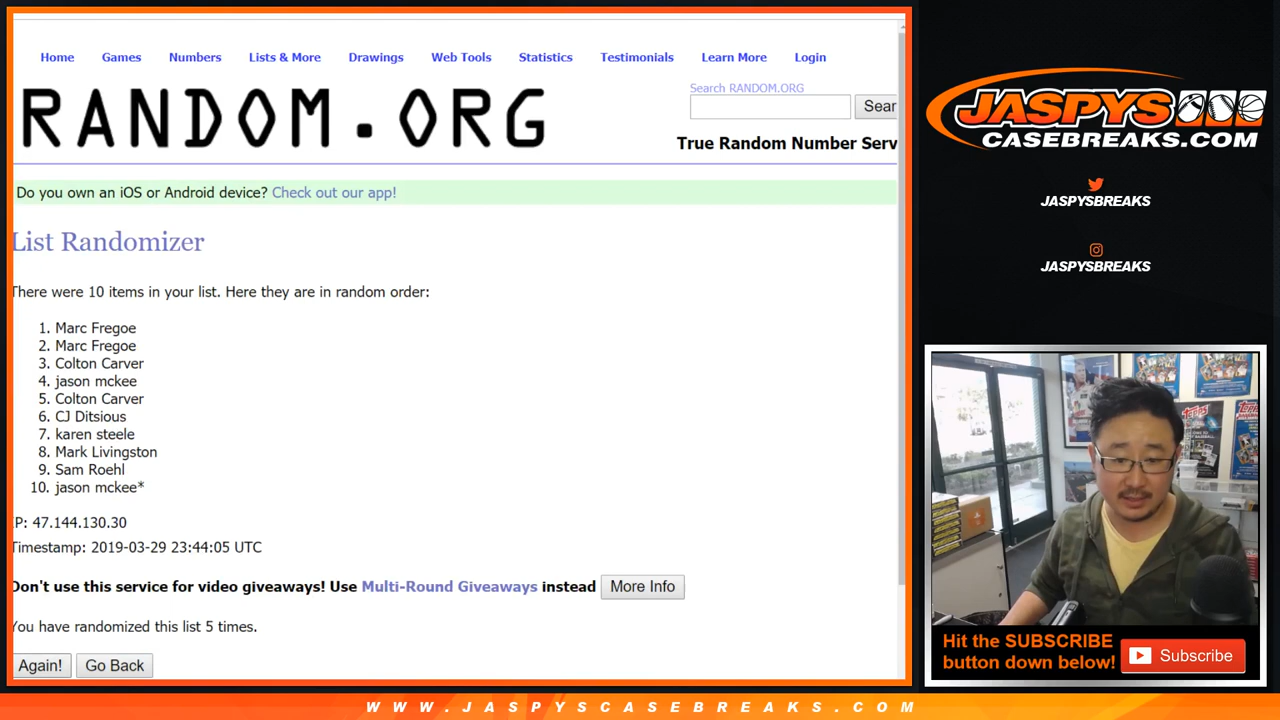 Home Games Numbers Lists & More Drawings Web Tools Statistics Testimonials Learn More Login
RANDOM.ORG
Search RANDOM.ORG
Sear
True Random Number Serv
Do you own an iOS or Android device? Check out our app!
List Randomizer
There were 10 items in your list. Here they are in random order:
1. Marc Fregoe
2. Marc Fregoe
3. Colton Carver
4. jason mckee
5. Colton Carver
6. CJ Ditsious
7. karen steele
8. Mark Livingston
9. Sam Roehl
10. jason mckee*
IP: 47.144.130.30
Timestamp: 2019-03-29 23:44:05 UTC
Don't use this service for video giveaways! Use Multi-Round Giveaways instead More Info
You have randomized this list 5 times.
Again! Go Back
JASPYS
CASEBREAKS.COM
JASPYSBREAKS
JASPYSBREAKS
Topps
Hit the SUBSCRIBE
button down below!
Subscribe
WWW.JASPYSCASEBREAKS.COM